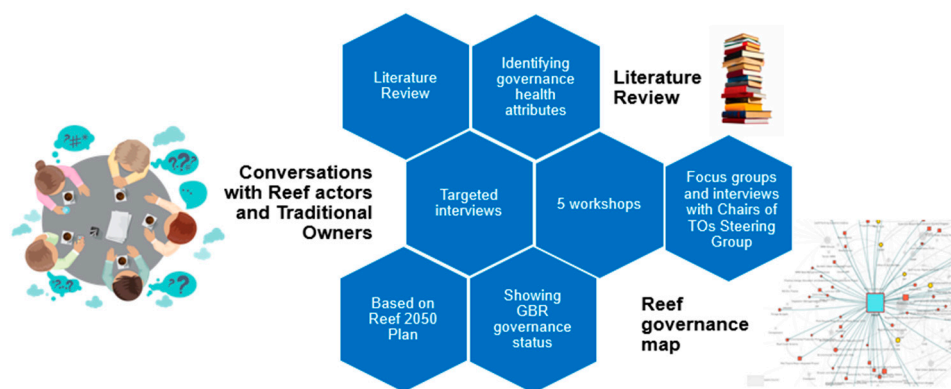 Literature
Review
Identifying
governance
health
attributes
Literature
Review
Conversations
with Reef actors
and Traditional
Owners
Targeted
interviews
5 workshops
Focus groups
and interviews
with Chairs of
TOs Steering
Group
Based on
Reef 2050
Plan
Showing
GBR
governance
status
Reef
governance
map